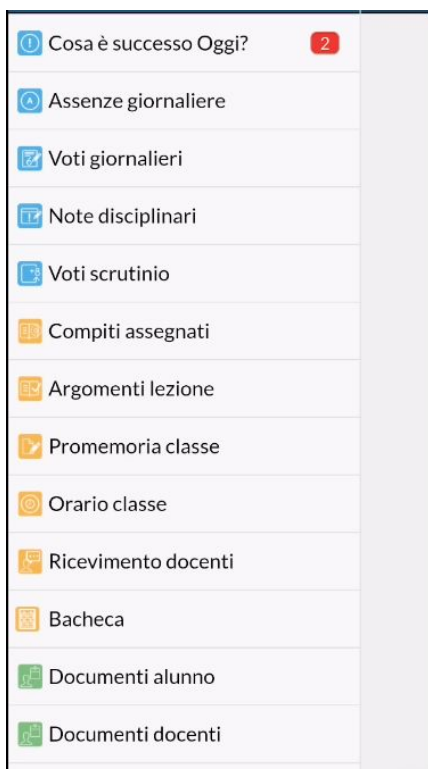 Cosa è successo Oggi? 2
Assenze giornaliere
Voti giornalieri
Note disciplinari
Voti scrutinio
Compiti assegnati
Argomenti lezione
Promemoria classe
Orario classe
Ricevimento docenti
Bacheca
Documenti alunno
Documenti docenti